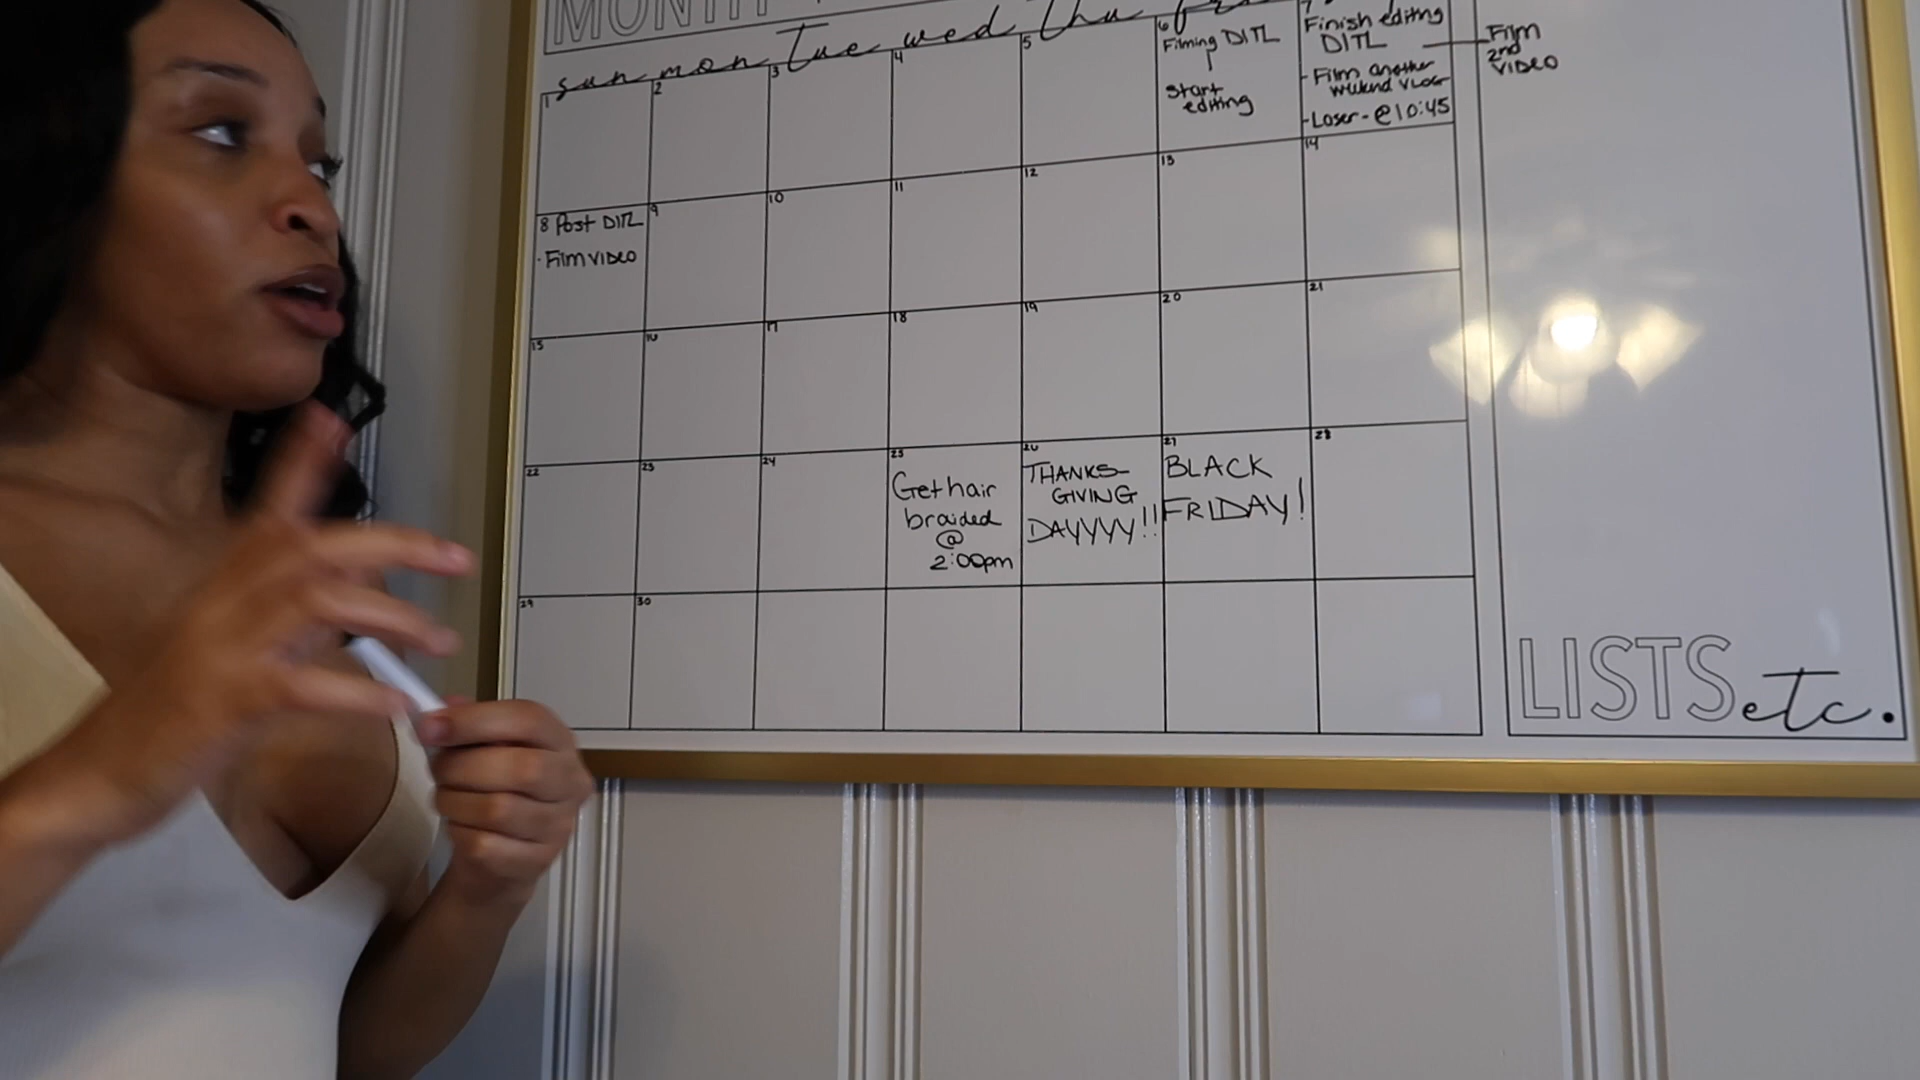 MONTH
sun mon Tue wed thu fri
1
2
3
4
5
6
Filming DITL
Start
editing
7
Finish editing
DITL
- Film another
weekend vlog
- Loser - @ 10:45
Film
2nd
VIDEO
8 Post DITL
· Film VIDEO
9
10
11
12
13
14
15
16
17
18
19
20
21
22
23
24
25
Get hair
braided
@
2:00pm
26
THANKS-
GIVING
DAYYYY!!
27
BLACK
FRIDAY!
28
29
30
LISTS etc.